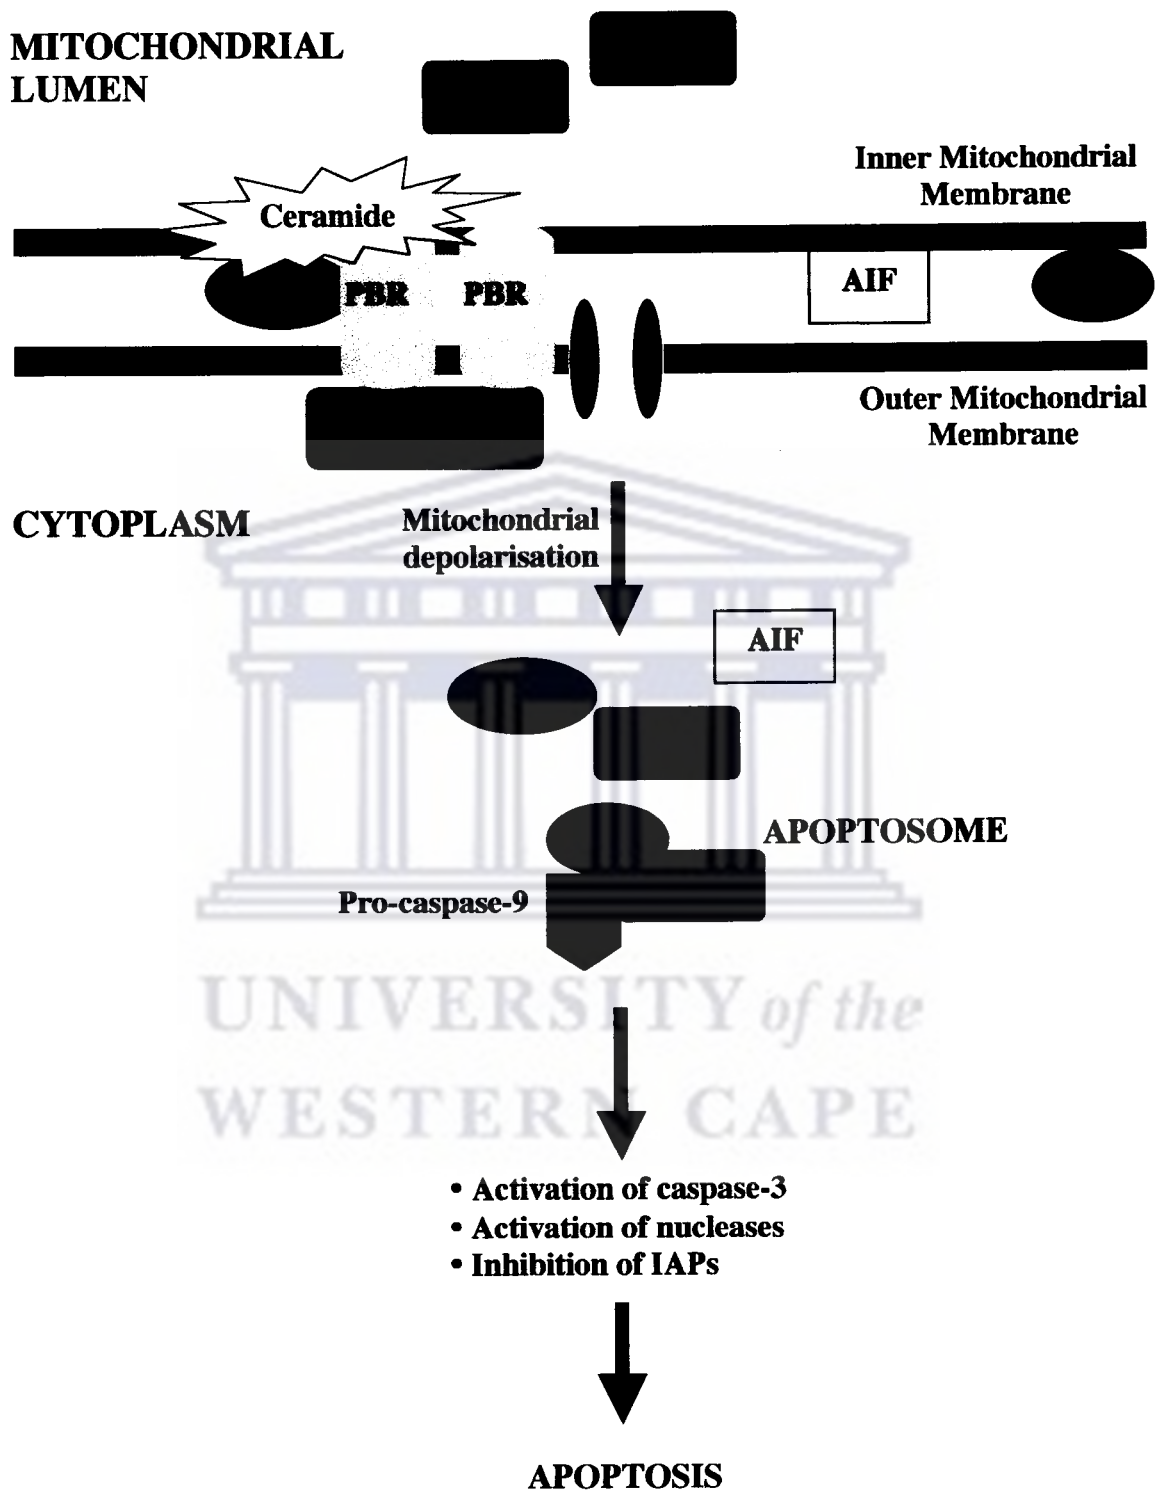 MITOCHONDRIAL
LUMEN
Inner Mitochondrial
Membrane
Ceramide
AIF
PBR PBR
Outer Mitochondrial
Membrane
CYTOPLASM
Mitochondrial
depolarisation
AIF
APOPTOSOME
Pro-caspase-9
UNIVERSITY of the
WESTERN CAPE
• Activation of caspase-3
• Activation of nucleases
• Inhibition of IAPs
APOPTOSIS